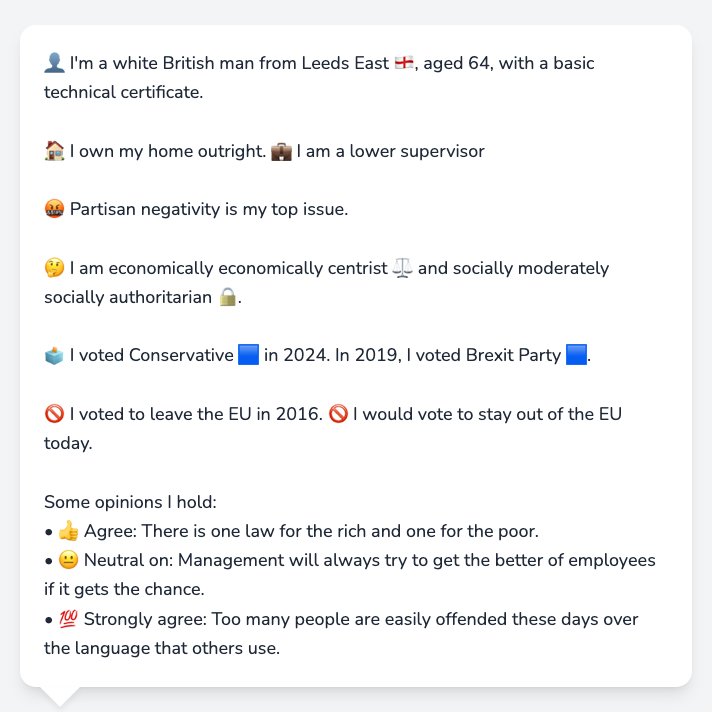 👤 I'm a white British man from Leeds East 🏴󠁧󠁢󠁥󠁮󠁧󠁿, aged 64, with a basic
technical certificate.
🏠 I own my home outright. 💼 I am a lower supervisor
🤬 Partisan negativity is my top issue.
🤔 I am economically economically centrist ⚖️ and socially moderately
socially authoritarian 🔒.
🗳️ I voted Conservative 🟦 in 2024. In 2019, I voted Brexit Party 🟦.
🚫 I voted to leave the EU in 2016. 🚫 I would vote to stay out of the EU
today.
Some opinions I hold:
• 👍 Agree: There is one law for the rich and one for the poor.
• 😐 Neutral on: Management will always try to get the better of employees
if it gets the chance.
• 💯 Strongly agree: Too many people are easily offended these days over
the language that others use.